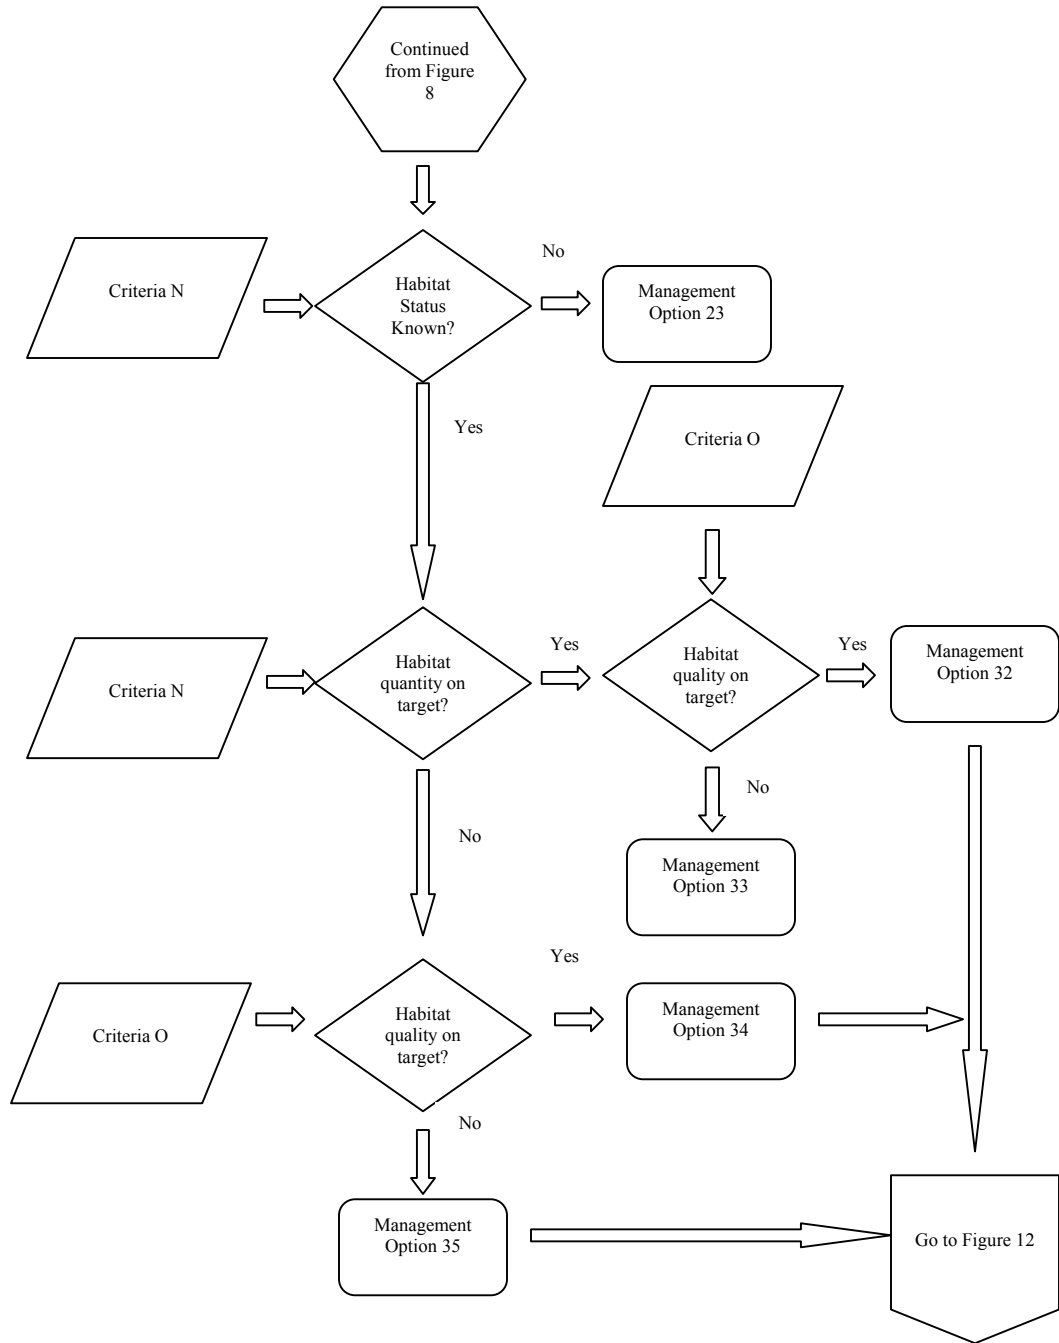 Continued
from Figure
8
No
Criteria N
Habitat
Status
Known?
Management
Option 23
Yes
Criteria O
Criteria N
Habitat
quantity on
target?
Yes
Habitat
quality on
target?
Yes
Management
Option 32
No
No
Management
Option 33
Yes
Criteria O
Habitat
quality on
target?
Management
Option 34
No
Management
Option 35
Go to Figure 12